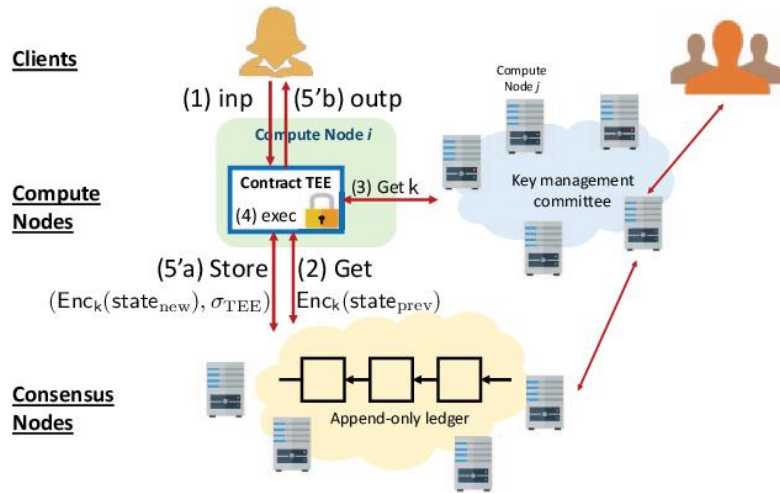 Clients
(1) inp
(5'b) outp
Compute Node i
Compute
Node j
Compute
Nodes
Contract TEE
(4) exec
(3) Get k
Key management
committee
(5'a) Store
(Enc_k(state_new), σ_TEE)
(2) Get
Enc_k(state_prev)
Consensus
Nodes
Append-only ledger